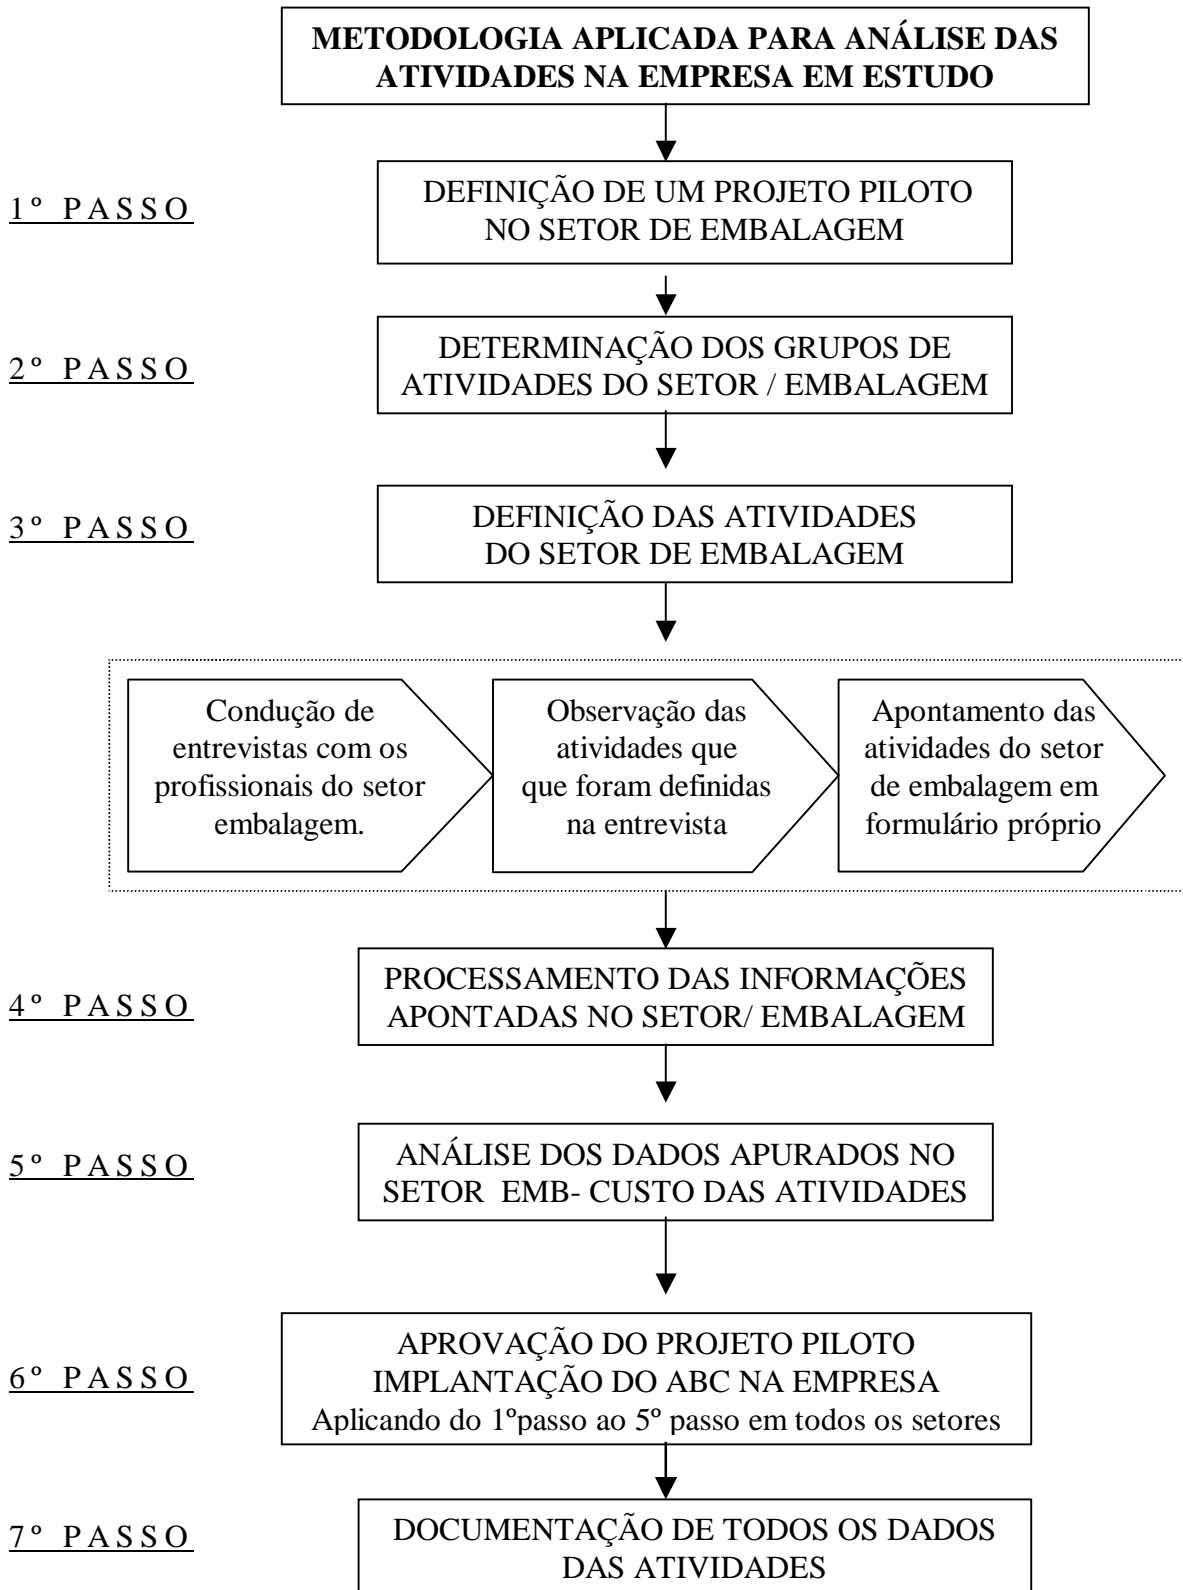 METODOLOGIA APLICADA PARA ANÁLISE DAS
ATIVIDADES NA EMPRESA EM ESTUDO
1º PASSO
DEFINIÇÃO DE UM PROJETO PILOTO
NO SETOR DE EMBALAGEM
2º PASSO
DETERMINAÇÃO DOS GRUPOS DE
ATIVIDADES DO SETOR / EMBALAGEM
3º PASSO
DEFINIÇÃO DAS ATIVIDADES
DO SETOR DE EMBALAGEM
Condução de
entrevistas com os
profissionais do setor
embalagem.
Observação das
atividades que
que foram definidas
na entrevista
Apontamento das
atividades do setor
de embalagem em
formulário próprio
4º PASSO
PROCESSAMENTO DAS INFORMAÇÕES
APONTADAS NO SETOR/ EMBALAGEM
5º PASSO
ANÁLISE DOS DADOS APURADOS NO
SETOR EMB- CUSTO DAS ATIVIDADES
6º PASSO
APROVAÇÃO DO PROJETO PILOTO
IMPLANTAÇÃO DO ABC NA EMPRESA
Aplicando do 1ºpasso ao 5º passo em todos os setores
7º PASSO
DOCUMENTAÇÃO DE TODOS OS DADOS
DAS ATIVIDADES